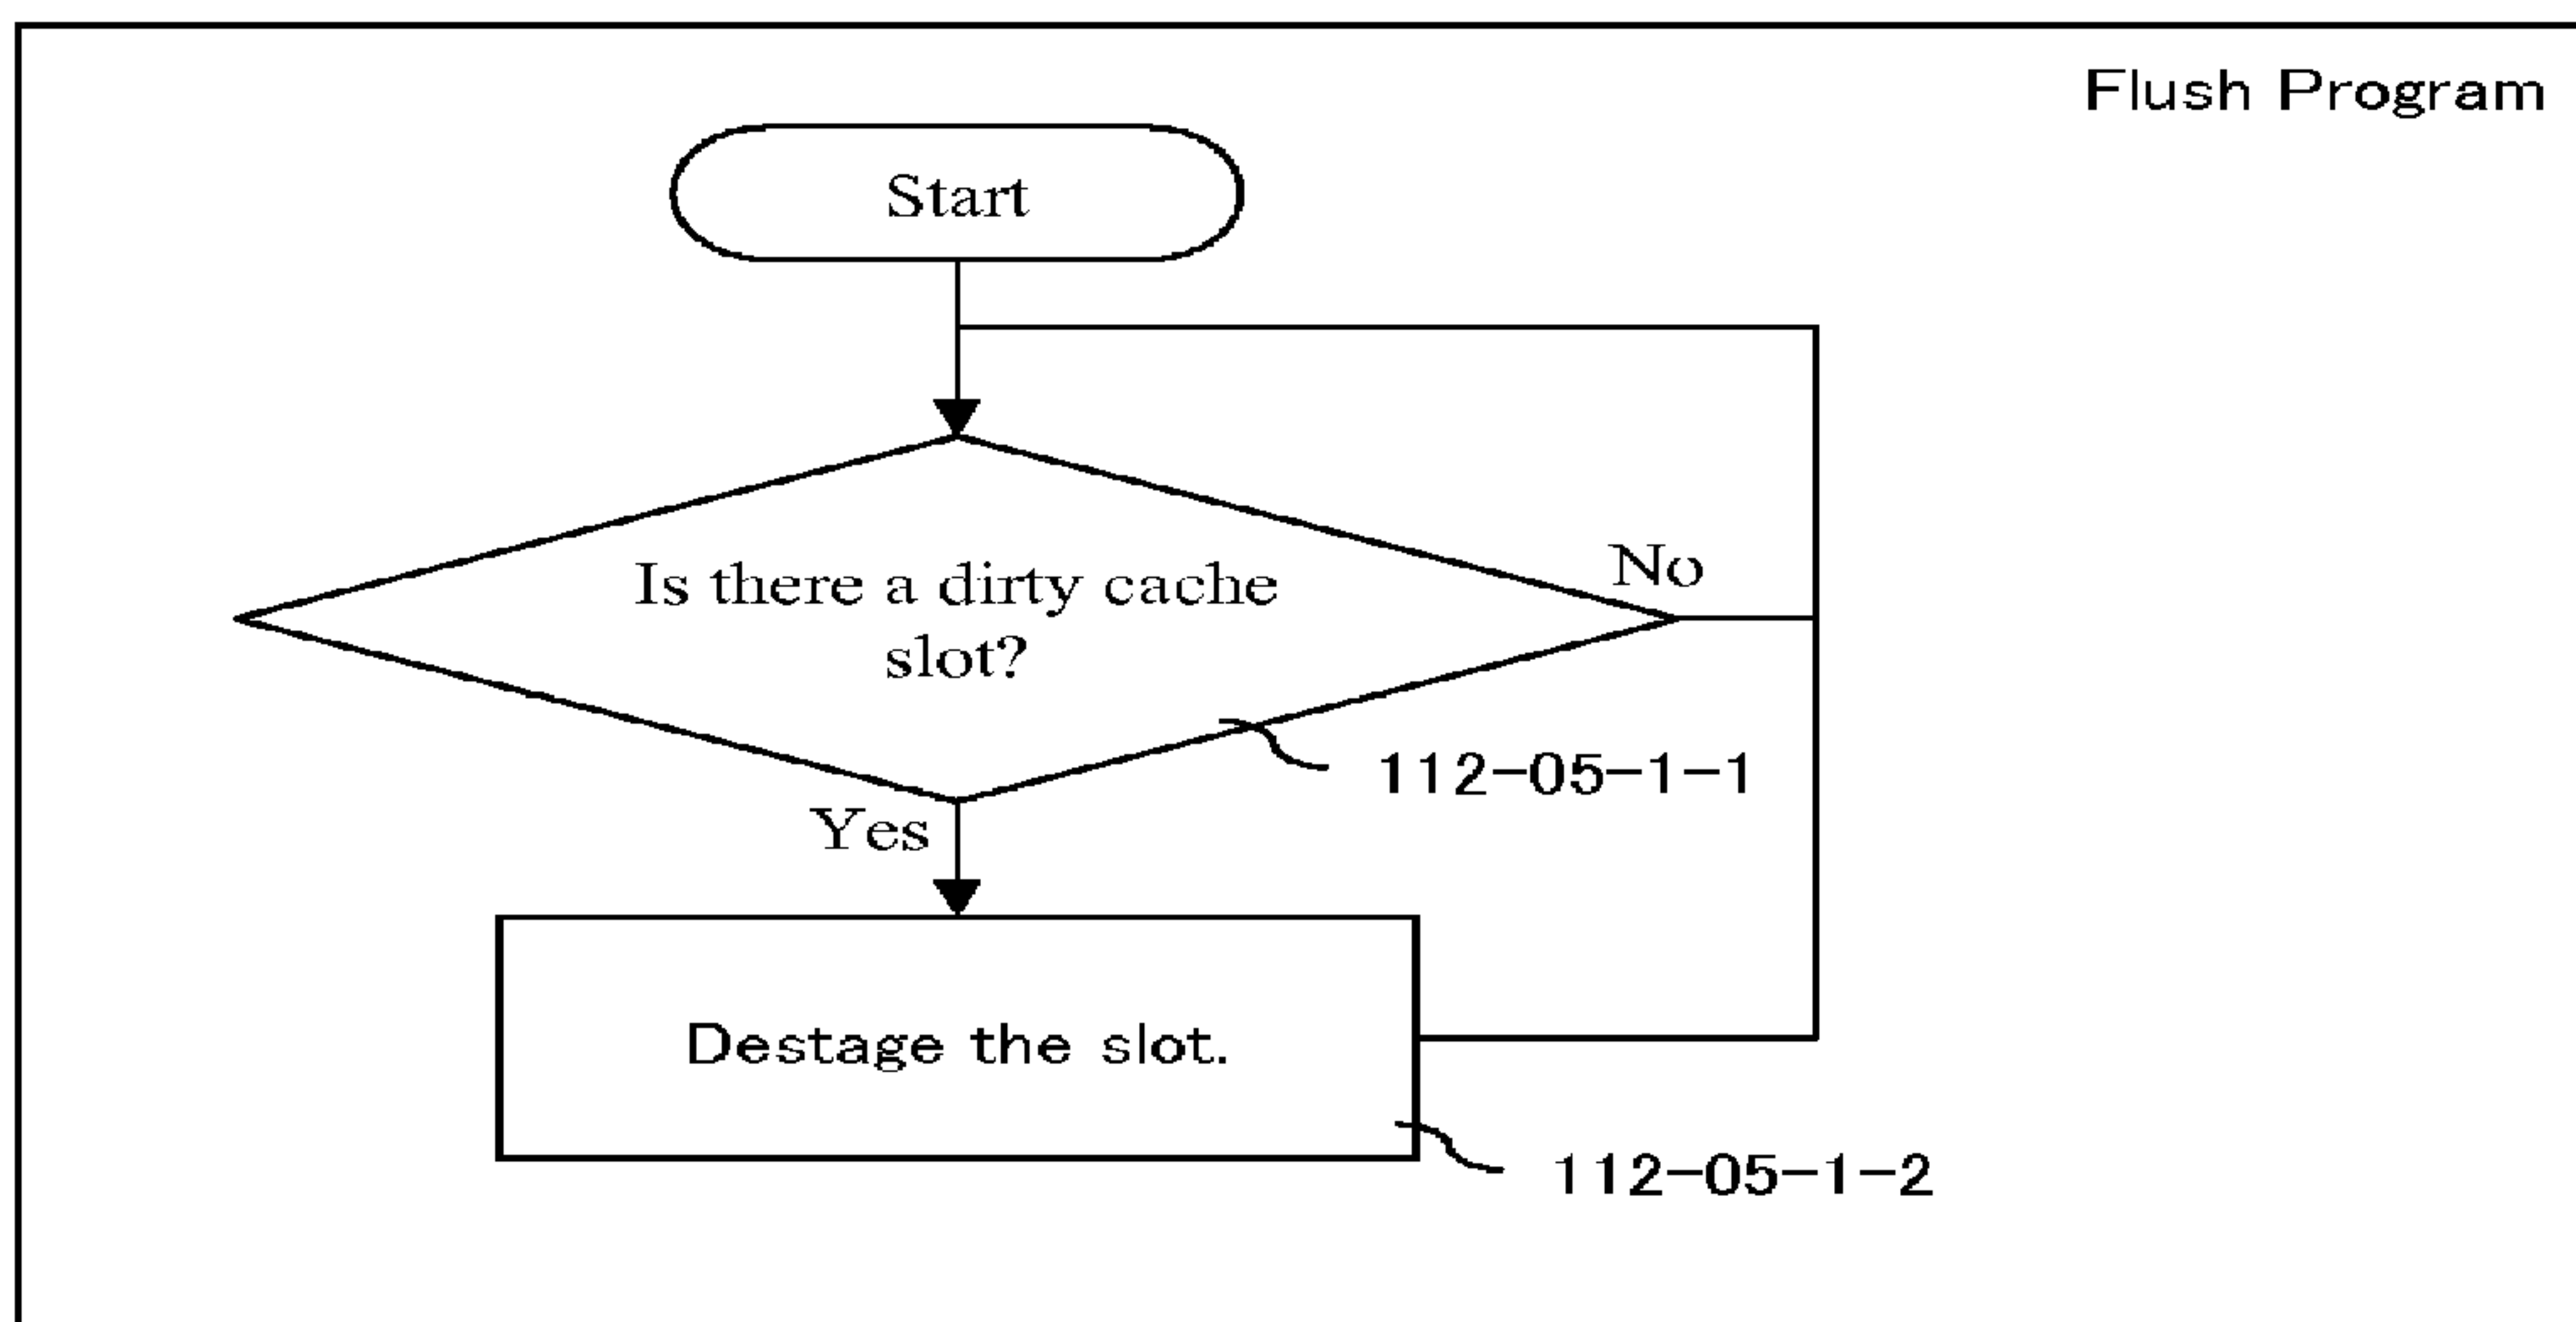 Flush Program
Start
Is there a dirty cache
slot?
No
112-05-1-1
Yes
Destage the slot.
112-05-1-2